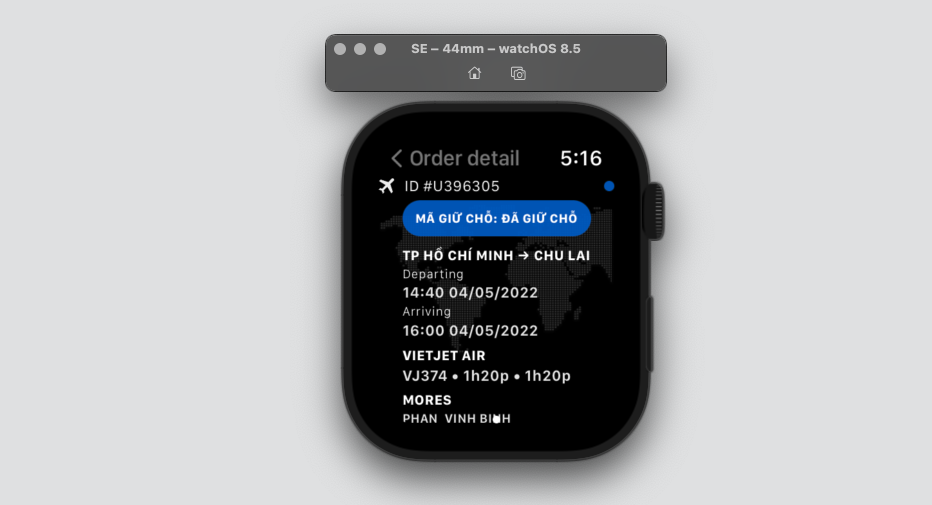 SE – 44mm – watchOS 8.5
Order detail 5:16
ID #U396305
MÃ GIỮ CHỖ: ĐÃ GIỮ CHỖ
TP HỒ CHÍ MINH → CHU LAI
Departing
14:40 04/05/2022
Arriving
16:00 04/05/2022
VIETJET AIR
VJ374 • 1h20p • 1h20p
MORES
PHAN VINH